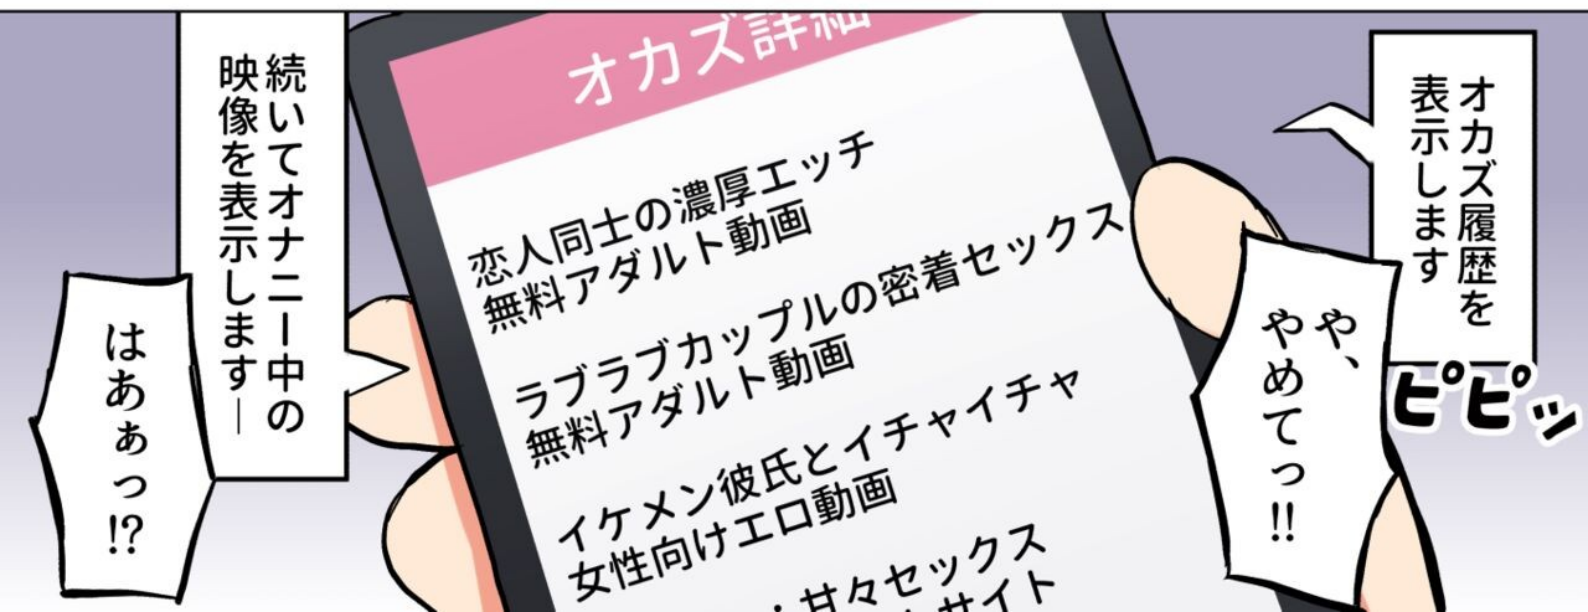 オカズ履歴を
表示します
ピピッ
や、
やめてっ!!
オカズ詳細
恋人同士の濃厚エッチ
無料アダルト動画
ラブラブカップルの密着セックス
無料アダルト動画
イケメン彼氏とイチャイチャ
女性向けエロ動画
・甘々セックス
サイト
続いてオナニー中の
映像を表示します―
はあぁっ!?